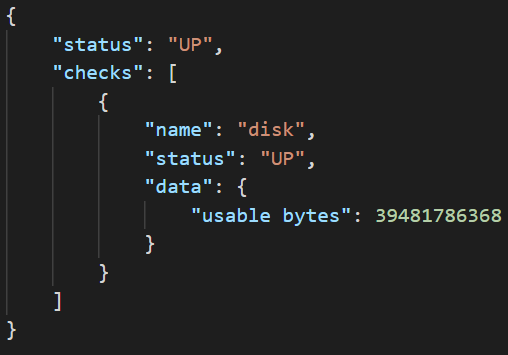 {
    "status": "UP",
    "checks": [
        {
            "name": "disk",
            "status": "UP",
            "data": {
                "usable bytes": 39481786368
            }
        }
    ]
}